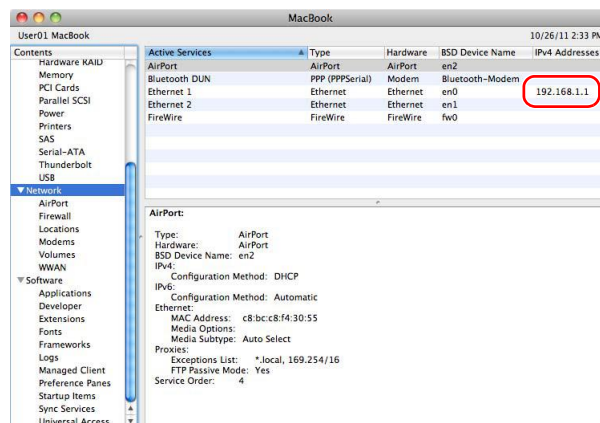 MacBook
User01 MacBook
10/26/11 2:33 PM
Contents
Hardware RAID
Memory
PCI Cards
Parallel SCSI
Power
Printers
SAS
Serial-ATA
Thunderbolt
USB
Network
AirPort
Firewall
Locations
Modems
Volumes
WWAN
Software
Applications
Developer
Extensions
Fonts
Frameworks
Logs
Managed Client
Preference Panes
Startup Items
Sync Services
Universal Access
Active Services Type Hardware BSD Device Name IPv4 Addresses
AirPort AirPort AirPort en2
Bluetooth DUN PPP (PPPSerial) Modem Bluetooth-Modem
Ethernet 1 Ethernet Ethernet en0 192.168.1.1
Ethernet 2 Ethernet Ethernet en1
FireWire FireWire FireWire fw0
AirPort:
Type: AirPort
Hardware: AirPort
BSD Device Name: en2
IPv4:
Configuration Method: DHCP
IPv6:
Configuration Method: Automatic
Ethernet:
MAC Address: c8:bc:c8:f4:30:55
Media Options:
Media Subtype: Auto Select
Proxies:
Exceptions List: *.local, 169.254/16
FTP Passive Mode: Yes
Service Order: 4